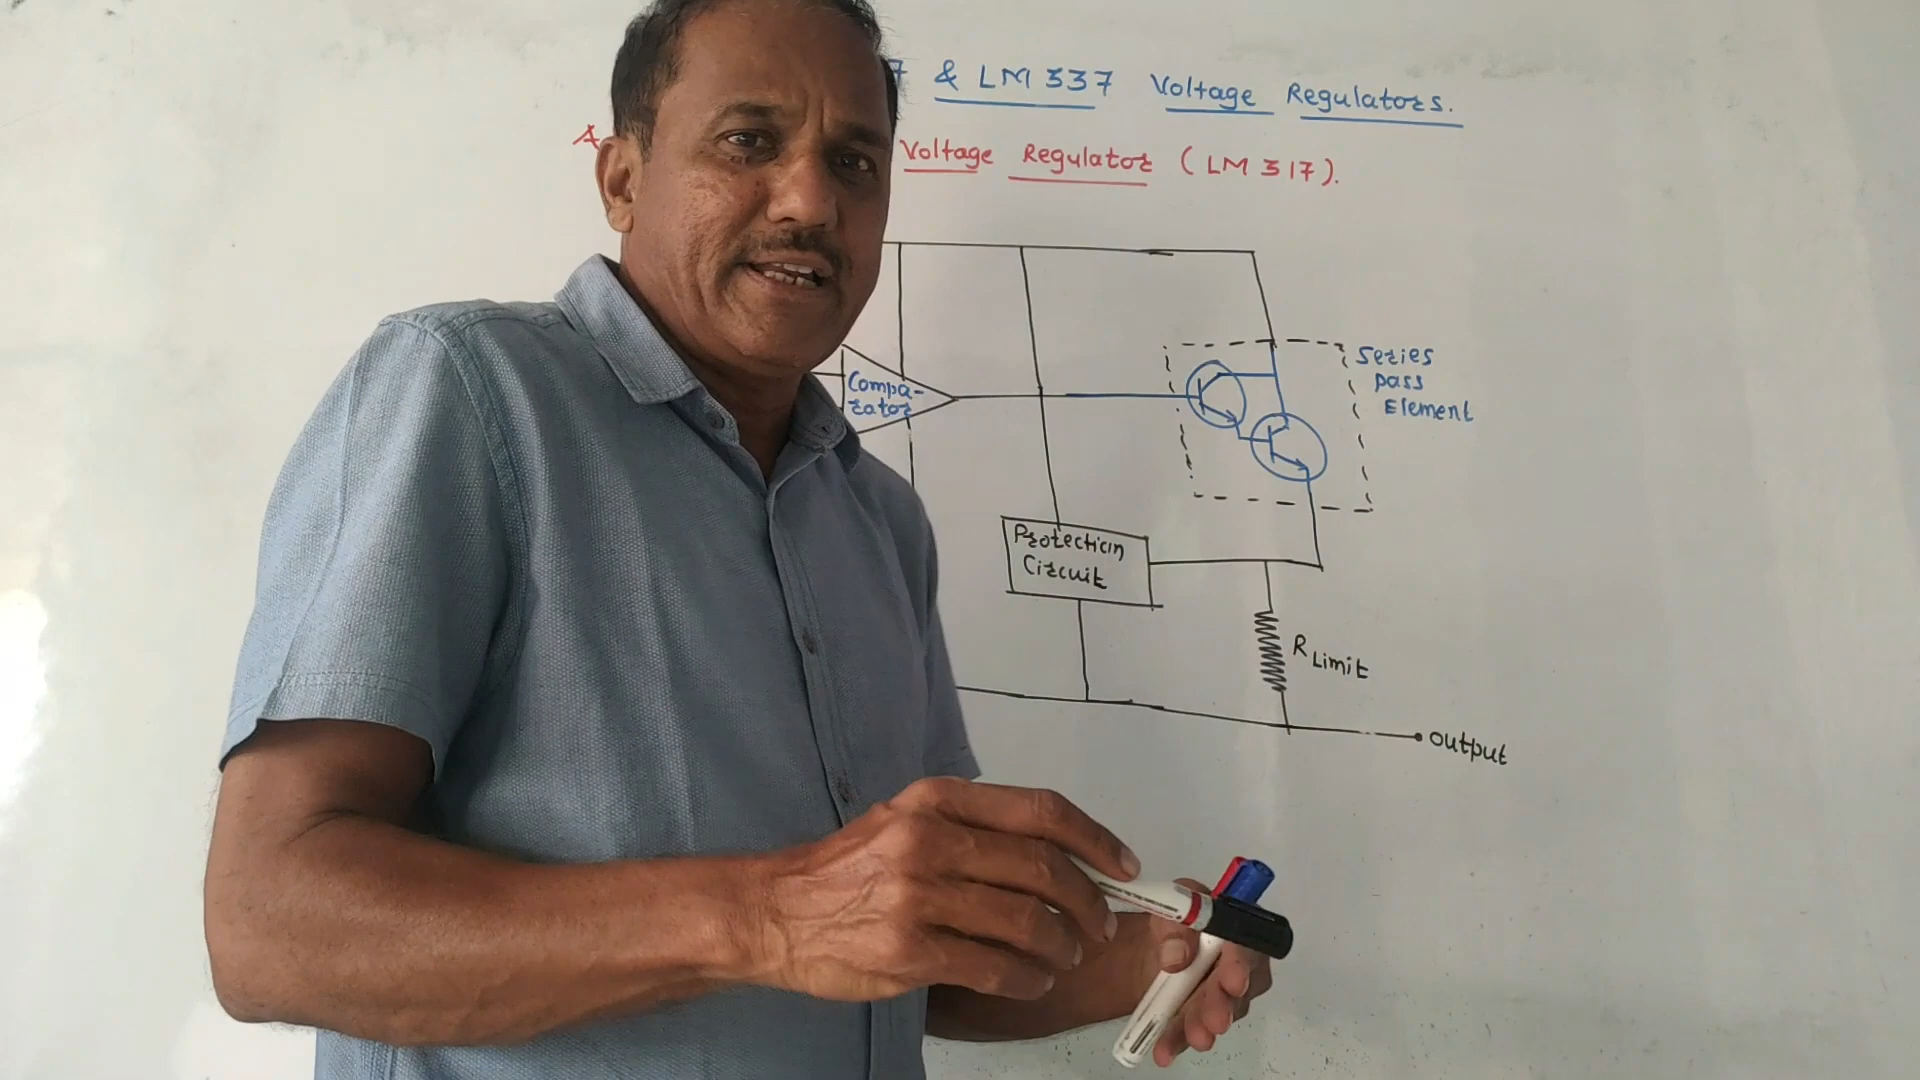 7 & LM 337 Voltage Regulators.
A Voltage Regulator (LM 317).
Series
pass
Element
Compa-
rator
Protection
Circuit
R Limit
output